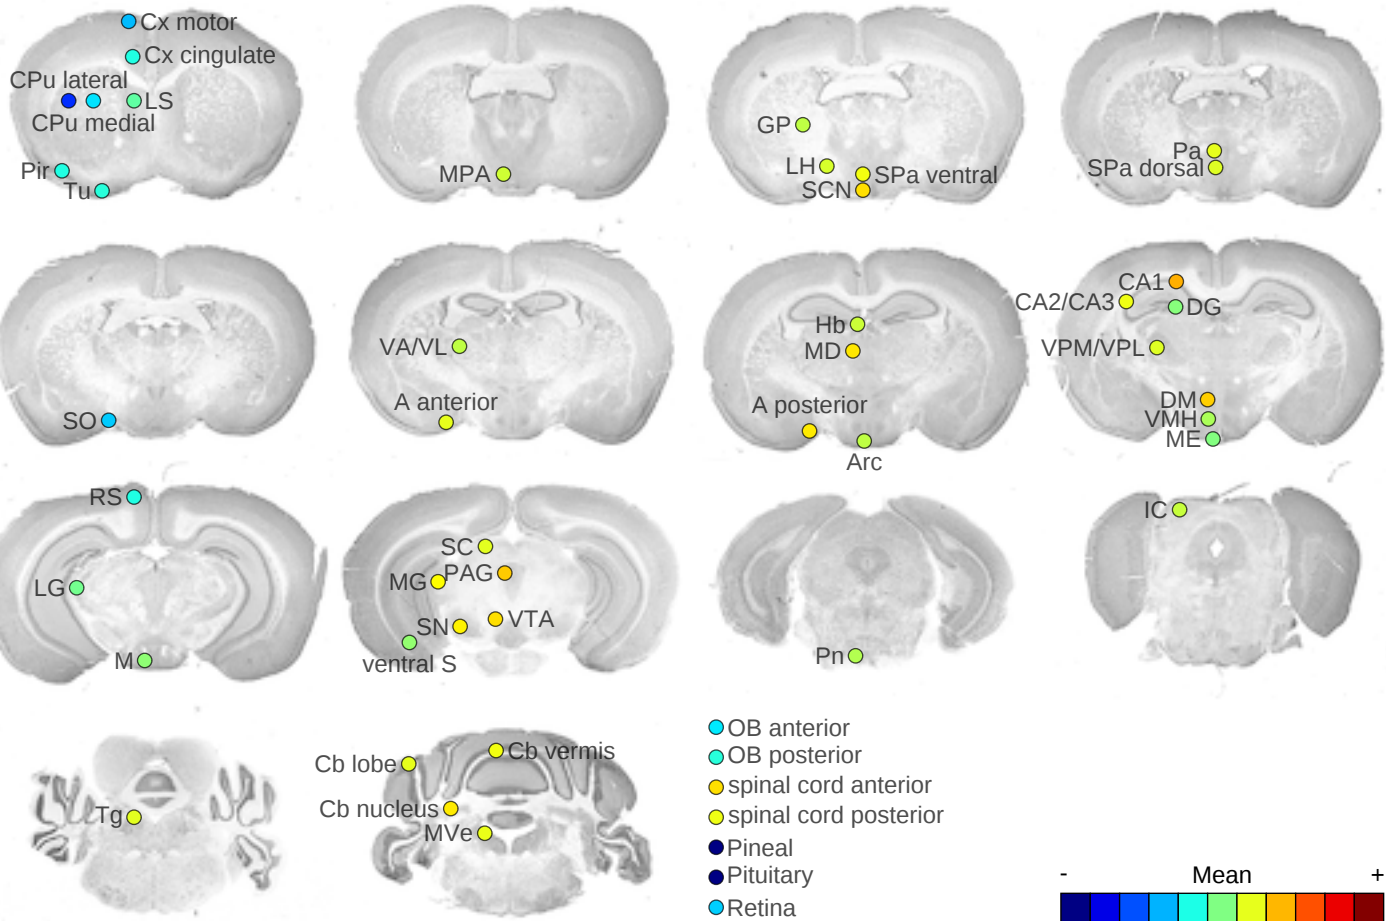 Cx motor
Cx cingulate
CPu lateral
LS
CPu medial
Pir
Tu
MPA
GP
LH
SPa ventral
SCN
Pa
SPa dorsal
SO
VA/VL
A anterior
Hb
MD
A posterior
Arc
CA1
CA2/CA3
DG
VPM/VPL
DM
VMH
ME
RS
LG
M
SC
MG
PAG
SN
VTA
ventral S
Pn
IC
Tg
Cb lobe
Cb vermis
Cb nucleus
MVe
OB anterior
OB posterior
spinal cord anterior
spinal cord posterior
Pineal
Pituitary
Retina
- Mean +